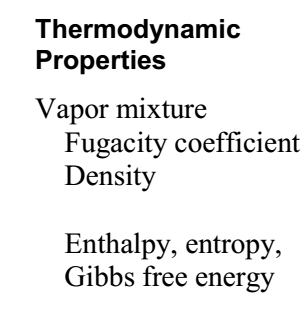 Thermodynamic
Properties
Vapor mixture
Fugacity coefficient
Density
Enthalpy, entropy,
Gibbs free energy